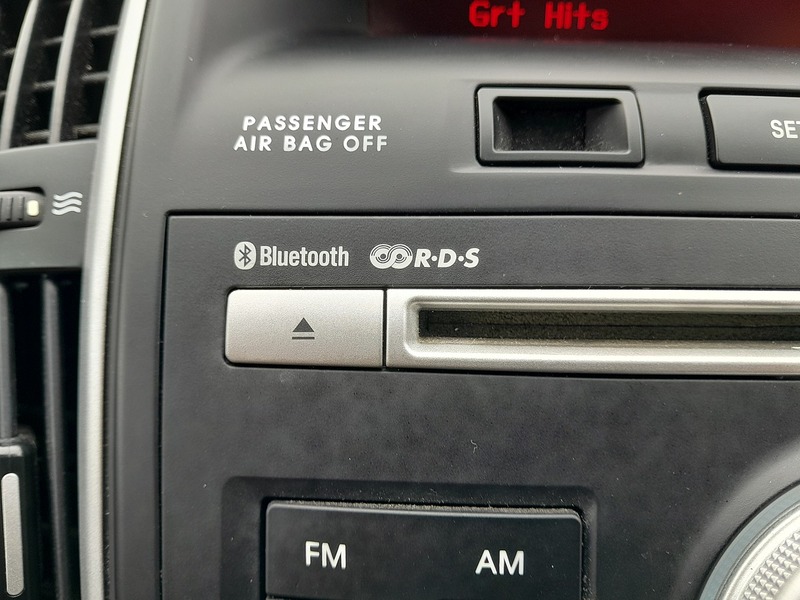 Grt Hits
PASSENGER
AIR BAG OFF
Bluetooth R·D·S
FM AM